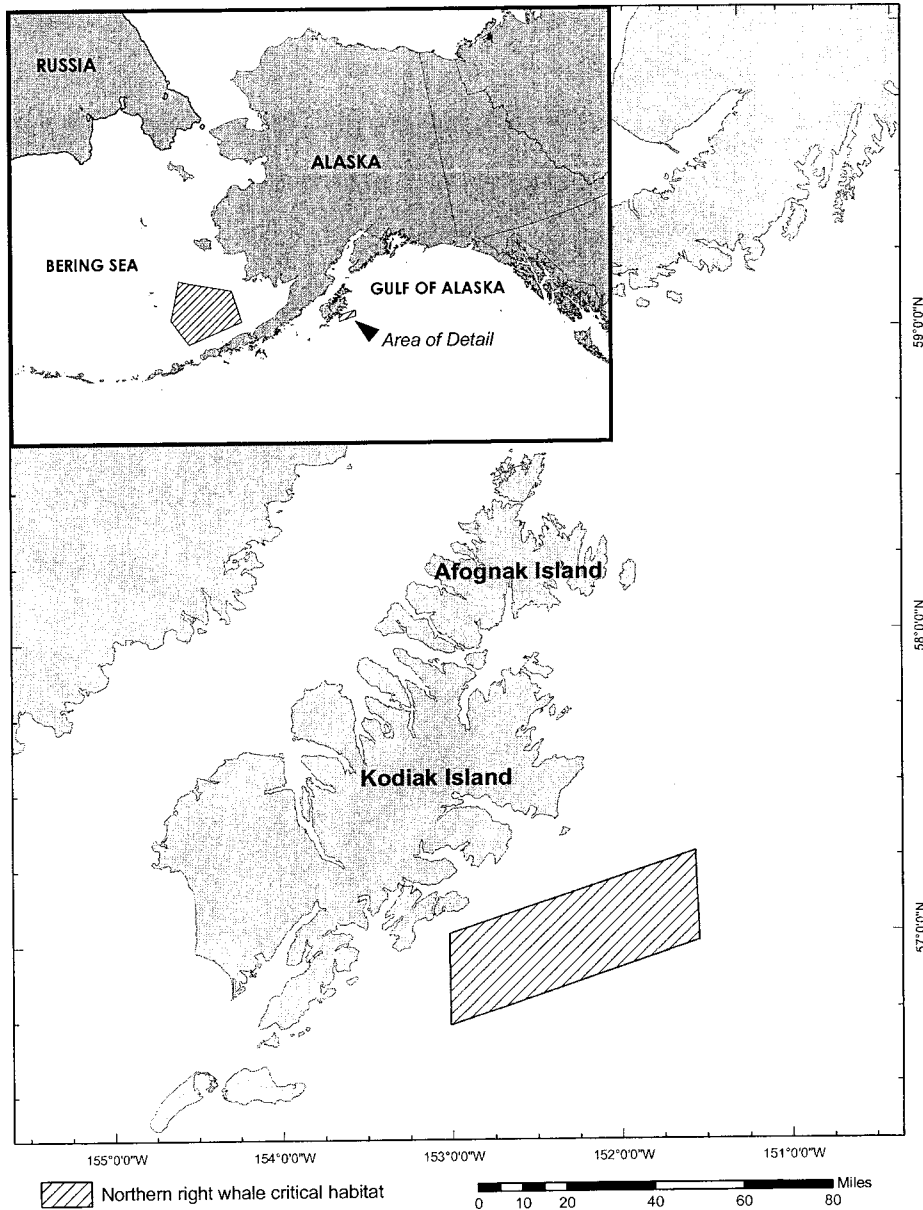 RUSSIA
ALASKA
BERING SEA
GULF OF ALASKA
Area of Detail
59°0'0"N
Afognak Island
58°0'0"N
Kodiak Island
57°0'0"N
155°0'0"W 154°0'0"W 153°0'0"W 152°0'0"W 151°0'0"W
Northern right whale critical habitat
Miles
0 10 20 40 60 80